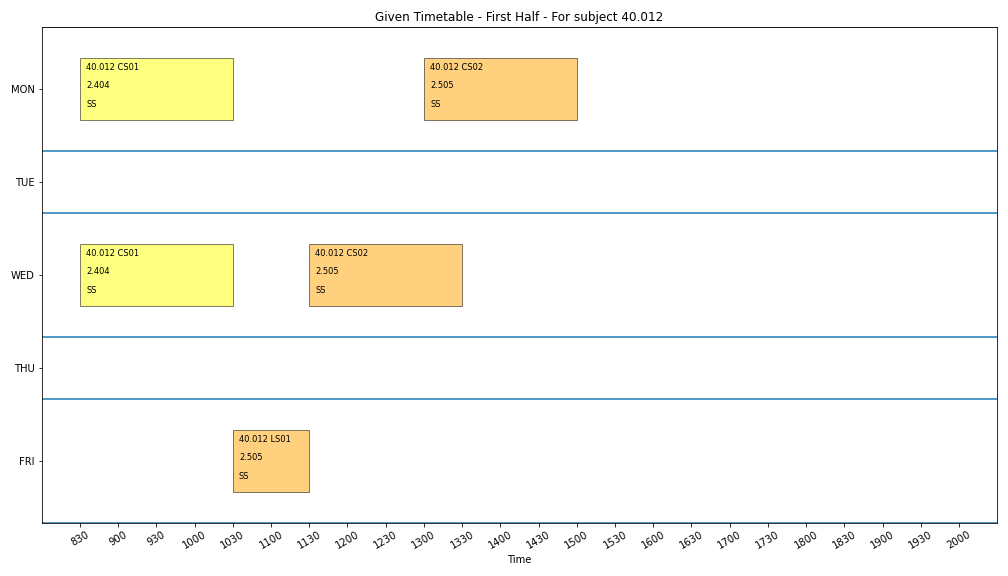 Given Timetable - First Half - For subject 40.012
MON
40.012 CS01
2.404
SS
40.012 CS02
2.505
SS
TUE
WED
40.012 CS01
2.404
SS
40.012 CS02
2.505
SS
THU
FRI
40.012 LS01
2.505
SS
830 900 930 1000 1030 1100 1130 1200 1230 1300 1330 1400 1430 1500 1600 1630 1700 1730 1800 1830 1900 1930 2000
Time